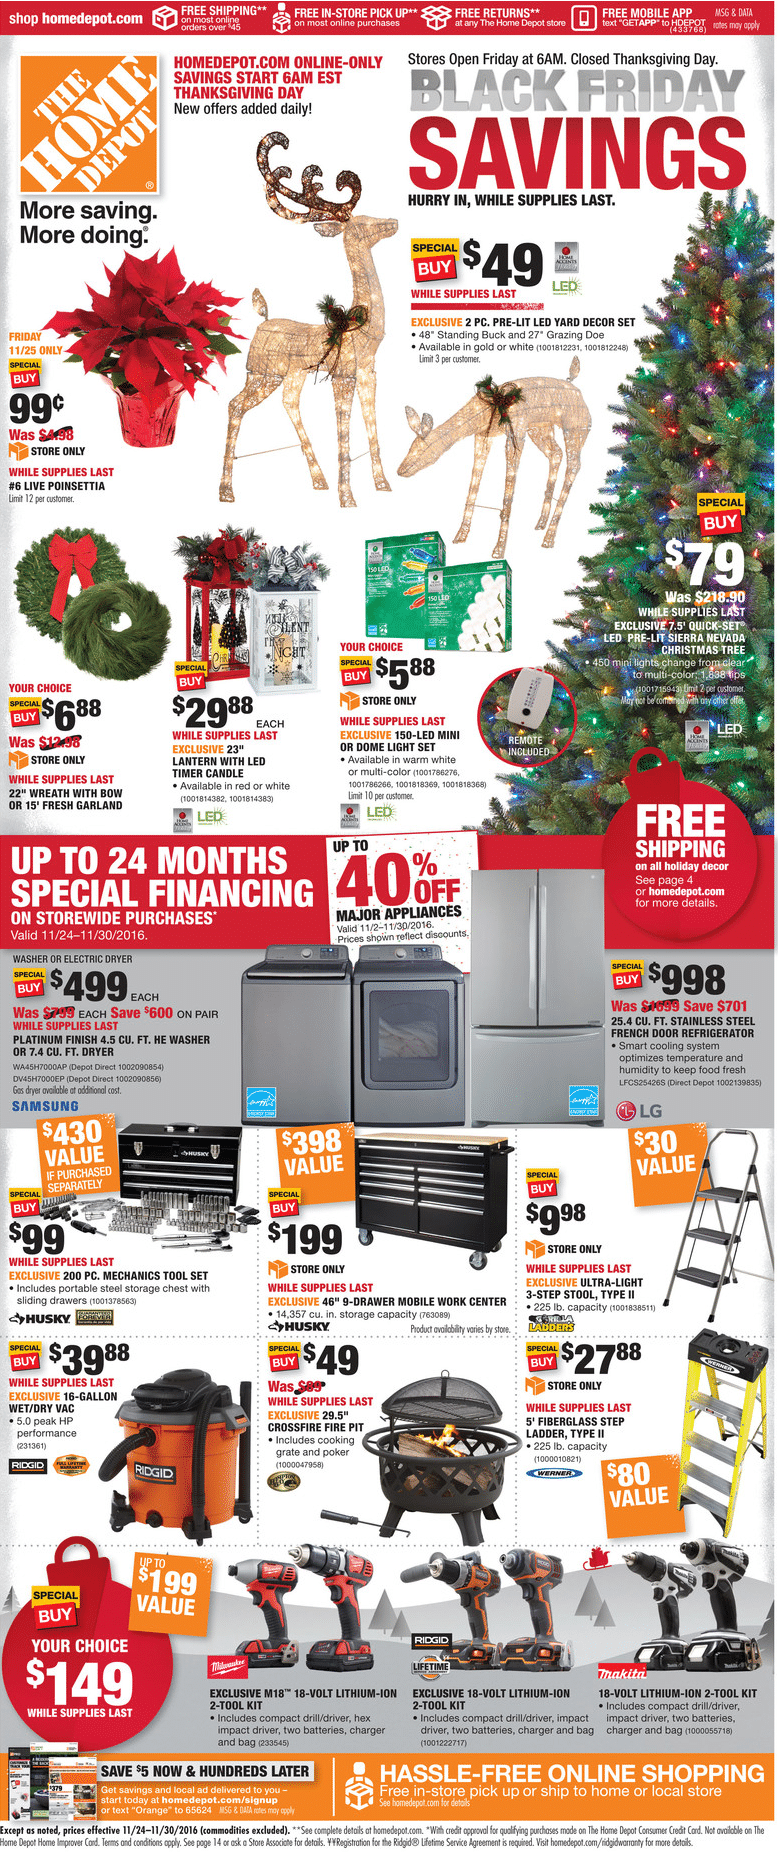 shop homedepot.com
FREE SHIPPING**
on most online
orders over $45
FREE IN-STORE PICK UP**
on most online purchases
FREE RETURNS**
at any The Home Depot store
FREE MOBILE APP
text "GETAPP" to HDEPOT
(433768)
MSG & DATA
rates may apply
THE
HOME
DEPOT
®
More saving.
More doing.®
HOMEDEPOT.COM ONLINE-ONLY
SAVINGS START 6AM EST
THANKSGIVING DAY
New offers added daily!
Stores Open Friday at 6AM. Closed Thanksgiving Day.
BLACK FRIDAY
SAVINGS
HURRY IN, WHILE SUPPLIES LAST.
SPECIAL
BUY
$49
LED
WHILE SUPPLIES LAST
EXCLUSIVE 2 PC. PRE-LIT LED YARD DECOR SET
• 48" Standing Buck and 27" Grazing Doe
• Available in gold or white (1001812231, 1001812248)
Limit 3 per customer.
FRIDAY
11/25 ONLY
SPECIAL
BUY
99¢
Was $4.98
STORE ONLY
WHILE SUPPLIES LAST
#6 LIVE POINSETTIA
Limit 12 per customer.
SPECIAL
BUY
$79
Was $218.90
WHILE SUPPLIES LAST
EXCLUSIVE 7.5' QUICK-SET®
LED PRE-LIT SIERRA NEVADA
CHRISTMAS TREE
• 450 mini lights change from clear
to multi-color; 1,838 tips
(1001715943) Limit 2 per customer.
May not be combined with any other offer.
LED
REMOTE
INCLUDED
YOUR CHOICE
SPECIAL
BUY
$6.88
Was $12.98
STORE ONLY
WHILE SUPPLIES LAST
22" WREATH WITH BOW
OR 15' FRESH GARLAND
SILENT
NIGHT
SPECIAL
BUY
$29.88 EACH
WHILE SUPPLIES LAST
EXCLUSIVE 23"
LANTERN WITH LED
TIMER CANDLE
• Available in red or white
(1001814382, 1001814383)
LED
150 LED
150 LED
YOUR CHOICE
SPECIAL
BUY
$5.88
STORE ONLY
WHILE SUPPLIES LAST
EXCLUSIVE 150-LED MINI
OR DOME LIGHT SET
• Available in warm white
or multi-color (1001786276,
1001786266, 1001818369, 1001818368)
Limit 10 per customer.
LED
FREE
SHIPPING
on all holiday decor
See page 4
or homedepot.com
for more details.
UP TO 24 MONTHS
SPECIAL FINANCING
ON STOREWIDE PURCHASES*
Valid 11/24–11/30/2016.
UP TO
40% OFF
MAJOR APPLIANCES
Valid 11/2–11/30/2016.
Prices shown reflect discounts.
WASHER OR ELECTRIC DRYER
SPECIAL
BUY
$499 EACH
Was $799 EACH Save $600 ON PAIR
WHILE SUPPLIES LAST
PLATINUM FINISH 4.5 CU. FT. HE WASHER
OR 7.4 CU. FT. DRYER
WA45H7000AP (Depot Direct 1002090854)
DV45H7000EP (Depot Direct 1002090856)
Gas dryer available at additional cost.
SAMSUNG
ENERGY STAR
ENERGY STAR
SPECIAL
BUY
$998
Was $1699 Save $701
25.4 CU. FT. STAINLESS STEEL
FRENCH DOOR REFRIGERATOR
• Smart cooling system
optimizes temperature and
humidity to keep food fresh
LFCS25426S (Direct Depot 1002139835)
LG
$430
VALUE
IF PURCHASED
SEPARATELY
HUSKY
SPECIAL
BUY
$99
WHILE SUPPLIES LAST
EXCLUSIVE 200 PC. MECHANICS TOOL SET
• Includes portable steel storage chest with
sliding drawers (1001378563)
HUSKY
GUARANTEED
FOREVER
$398
VALUE
SPECIAL
BUY
$199
STORE ONLY
WHILE SUPPLIES LAST
EXCLUSIVE 46" 9-DRAWER MOBILE WORK CENTER
• 14,357 cu. in. storage capacity (763089)
HUSKY
Product availability varies by store.
$30
VALUE
SPECIAL
BUY
$9.98
STORE ONLY
WHILE SUPPLIES LAST
EXCLUSIVE ULTRA-LIGHT
3-STEP STOOL, TYPE II
• 225 lb. capacity (1001838511)
GORILLA
LADDERS
SPECIAL
BUY
$39.88
WHILE SUPPLIES LAST
EXCLUSIVE 16-GALLON
WET/DRY VAC
• 5.0 peak HP
performance
(231361)
RIDGID
FULL LIFETIME
WARRANTY
RIDGID
SPECIAL
BUY
$49
Was $99
WHILE SUPPLIES LAST
EXCLUSIVE 29.5"
CROSSFIRE FIRE PIT
• Includes cooking
grate and poker
(1000047958)
SPECIAL
BUY
$27.88
STORE ONLY
WHILE SUPPLIES LAST
5' FIBERGLASS STEP
LADDER, TYPE II
• 225 lb. capacity
(1000010821)
WERNER
WERNER
$80
VALUE
SPECIAL
BUY
YOUR CHOICE
$149
WHILE SUPPLIES LAST
UP TO
$199
VALUE
Milwaukee
EXCLUSIVE M18™ 18-VOLT LITHIUM-ION
2-TOOL KIT
• Includes compact drill/driver, hex
impact driver, two batteries, charger
and bag (233545)
RIDGID
LIFETIME
EXCLUSIVE 18-VOLT LITHIUM-ION
2-TOOL KIT
• Includes compact drill/driver, impact
driver, two batteries, charger and bag
(1001222717)
makita
18-VOLT LITHIUM-ION 2-TOOL KIT
• Includes compact drill/driver,
impact driver, two batteries,
charger and bag (1000055718)
SAVE $5 NOW & HUNDREDS LATER
Get savings and local ad delivered to you –
start today at homedepot.com/signup
or text "Orange" to 65624 MSG & DATA rates may apply
HASSLE-FREE ONLINE SHOPPING
Free in-store pick up or ship to home or local store
See homedepot.com for details
Except as noted, prices effective 11/24–11/30/2016 (commodities excluded). **See complete details at homedepot.com. *With credit approval for qualifying purchases made on The Home Depot Consumer Credit Card. Not available on The
Home Depot Home Improver Card. Terms and conditions apply. See page 14 or ask a Store Associate for details. ¥¥Registration for the Ridgid® Lifetime Service Agreement is required. Visit homedepot.com/ridgidwarranty for more details.